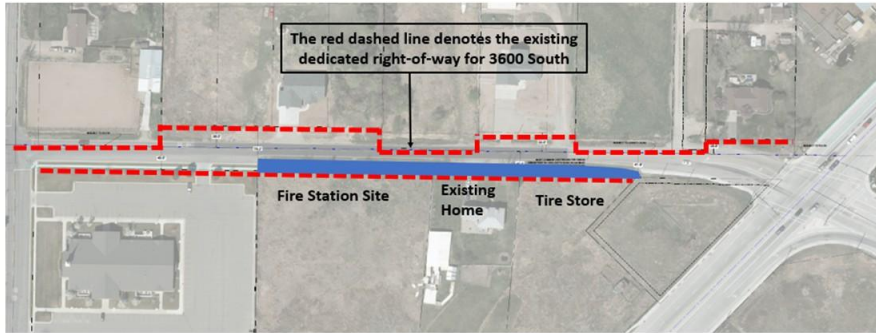 The red dashed line denotes the existing
dedicated right-of-way for 3600 South
Fire Station Site
Existing
Home
Tire Store